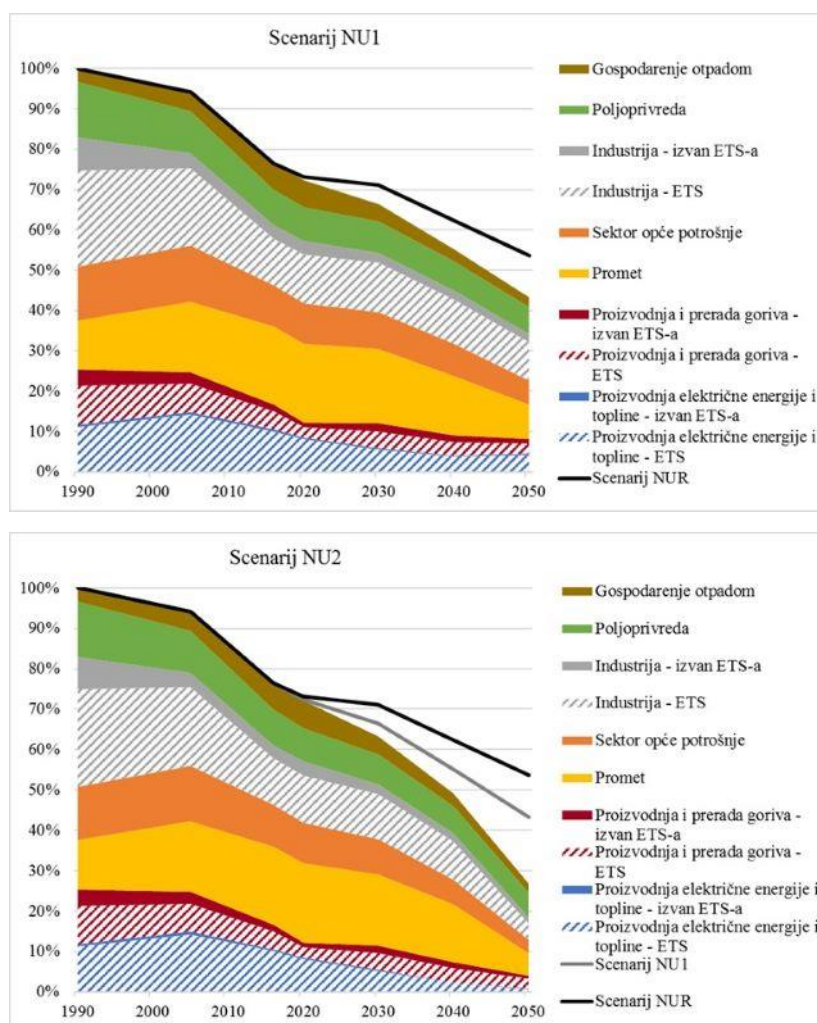 Scenarij NU1
100%
90%
80%
70%
60%
50%
40%
30%
20%
10%
0%
1990 2000 2010 2020 2030 2040 2050
Gospodarenje otpadom
Poljoprivreda
Industrija - izvan ETS-a
Industrija - ETS
Sektor opće potrošnje
Promet
Proizvodnja i prerada goriva -
izvan ETS-a
Proizvodnja i prerada goriva -
ETS
Proizvodnja električne energije i
topline - izvan ETS-a
Proizvodnja električne energije i
topline - ETS
Scenarij NUR
Scenarij NU2
100%
90%
80%
70%
60%
50%
40%
30%
20%
10%
0%
1990 2000 2010 2020 2030 2040 2050
Gospodarenje otpadom
Poljoprivreda
Industrija - izvan ETS-a
Industrija - ETS
Sektor opće potrošnje
Promet
Proizvodnja i prerada goriva -
izvan ETS-a
Proizvodnja i prerada goriva -
ETS
Proizvodnja električne energije i
topline - izvan ETS-a
Proizvodnja električne energije i
topline - ETS
Scenarij NU1
Scenarij NUR